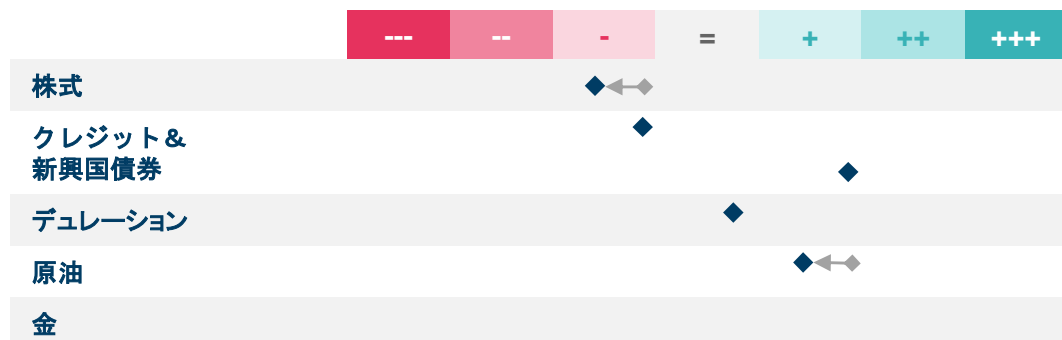 --- -- - = + ++ +++
株式
クレジット＆
新興国債券
デュレーション
原油
金